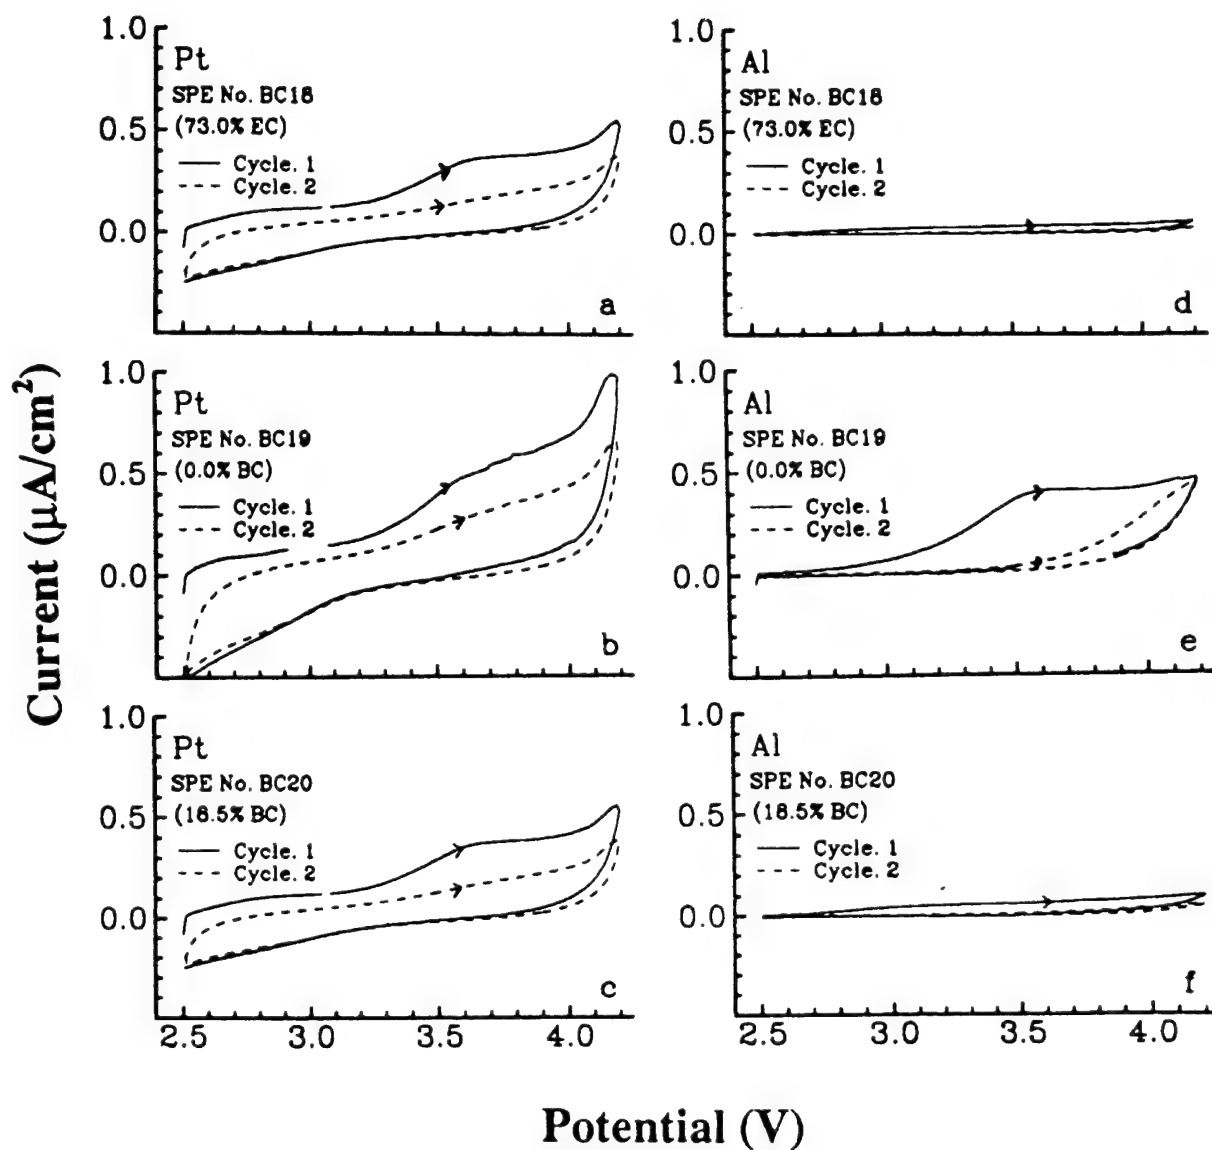 Current (μA/cm²)
1.0
0.5
0.0
Pt
SPE No. BC18
(73.0% EC)
Cycle. 1
Cycle. 2
a
1.0
0.5
0.0
Al
SPE No. BC18
(73.0% EC)
Cycle. 1
Cycle. 2
d
1.0
0.5
0.0
Pt
SPE No. BC19
(0.0% BC)
Cycle. 1
Cycle. 2
b
1.0
0.5
0.0
Al
SPE No. BC19
(0.0% BC)
Cycle. 1
Cycle. 2
e
1.0
0.5
0.0
Pt
SPE No. BC20
(18.5% BC)
Cycle. 1
Cycle. 2
c
2.5 3.0 3.5 4.0
1.0
0.5
0.0
Al
SPE No. BC20
(18.5% BC)
Cycle. 1
Cycle. 2
f
2.5 3.0 3.5 4.0
Potential (V)